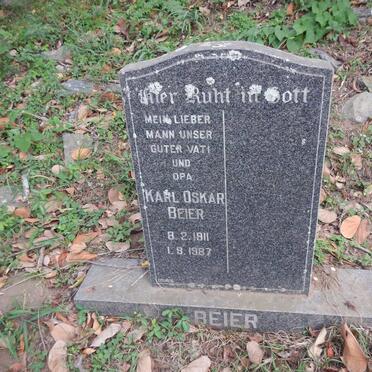 Hier Ruht in Gott
MEIN LIEBER
MANN UNSER
GUTER VATI
UND
OPA
KARL OSKAR
BEIER
8.2.1911
1.9.1987
BEIER